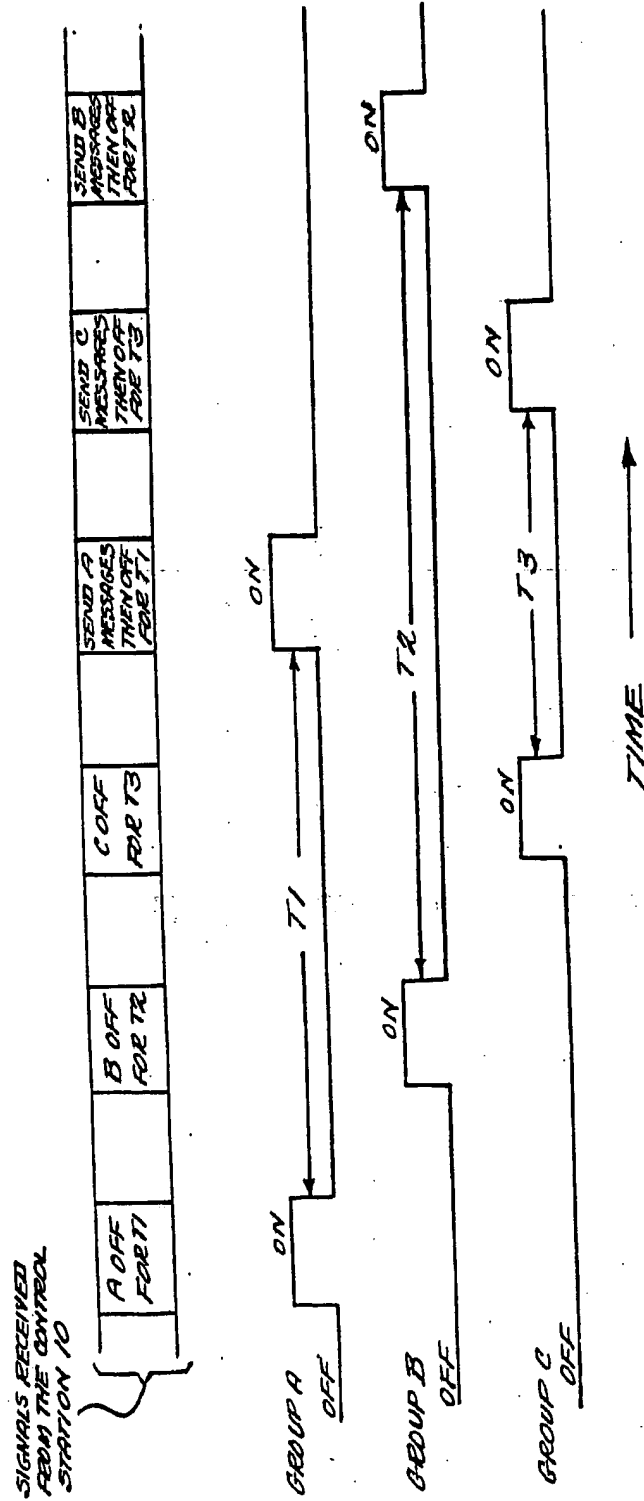 SIGNALS RECEIVED
FROM THE CONTROL
STATION 10
A OFF
FOR T1
B OFF
FOR T2
C OFF
FOR T3
SEND A
MESSAGES
THEN OFF
FOR T1
SEND C
MESSAGES
THEN OFF
FOR T3
SEND B
MESSAGES
THEN OFF
FOR T2
GROUP A
OFF
ON
T1
ON
GROUP B
OFF
ON
T2
ON
GROUP C
OFF
ON
T3
ON
TIME